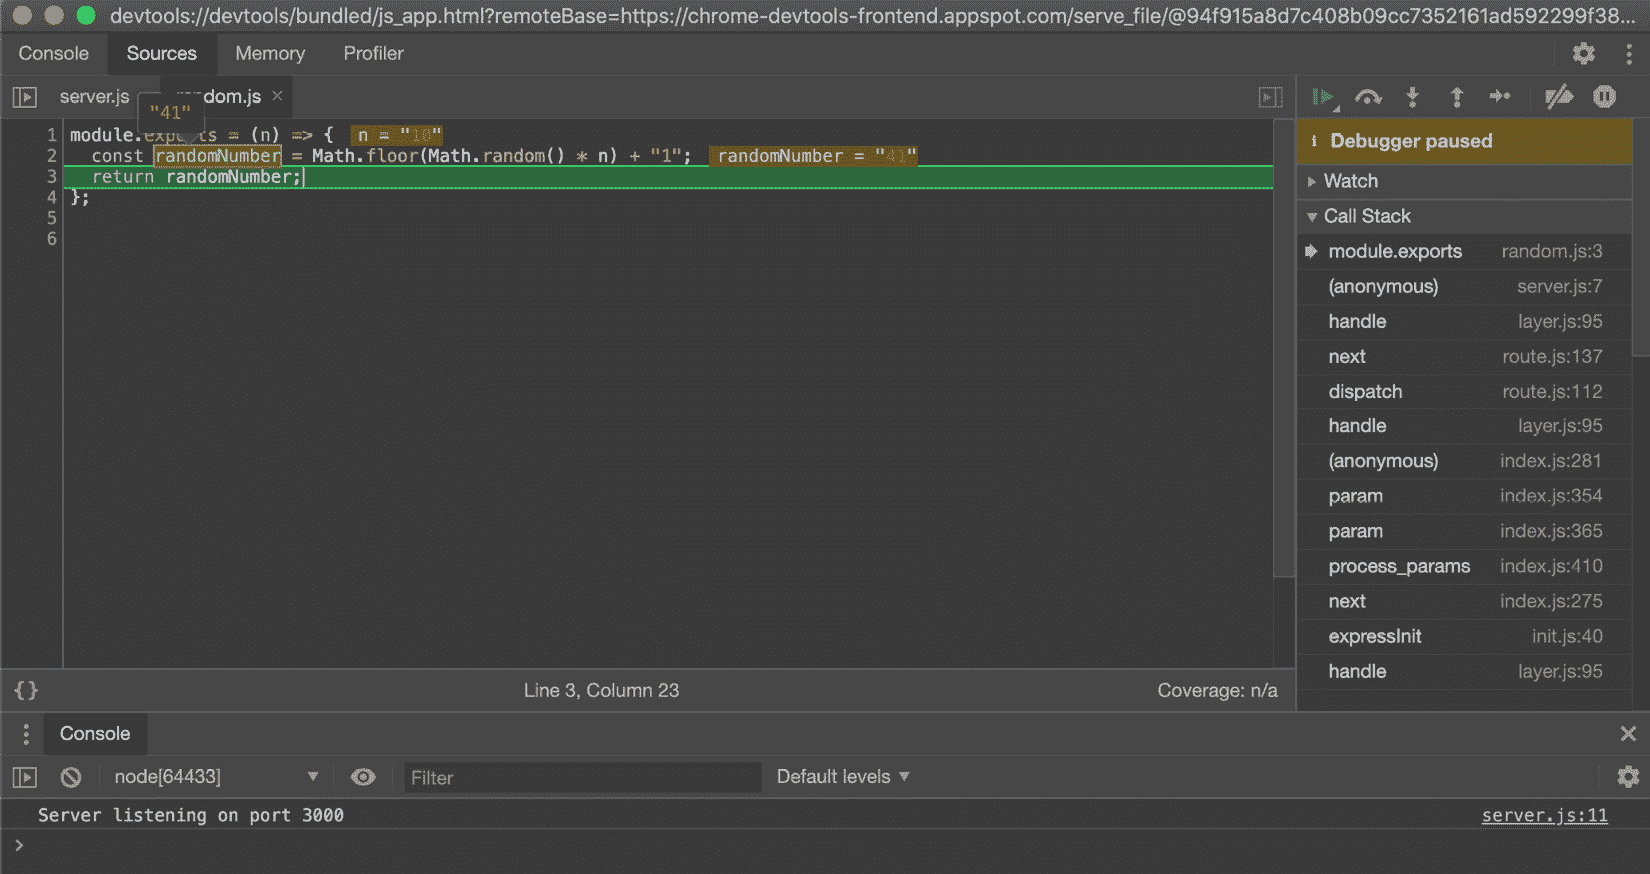 devtools://devtools/bundled/js_app.html?remoteBase=https://chrome-devtools-frontend.appspot.com/serve_file/@94f915a8d7c408b09cc7352161ad592299f38...
Console Sources Memory Profiler
server.js dom.js ×
"41"
1 module.exports = (n) => { n = "10"
2 const randomNumber = Math.floor(Math.random() * n) + "1"; randomNumber = "41"
3 return randomNumber;
4 };
5
6
{} Line 3, Column 23 Coverage: n/a
Debugger paused
Watch
Call Stack
module.exports random.js:3
(anonymous) server.js:7
handle layer.js:95
next route.js:137
dispatch route.js:112
handle layer.js:95
(anonymous) index.js:281
param index.js:354
param index.js:365
process_params index.js:410
next index.js:275
expressInit init.js:40
handle layer.js:95
Console
node[64433] Filter Default levels
Server listening on port 3000 server.js:11
>